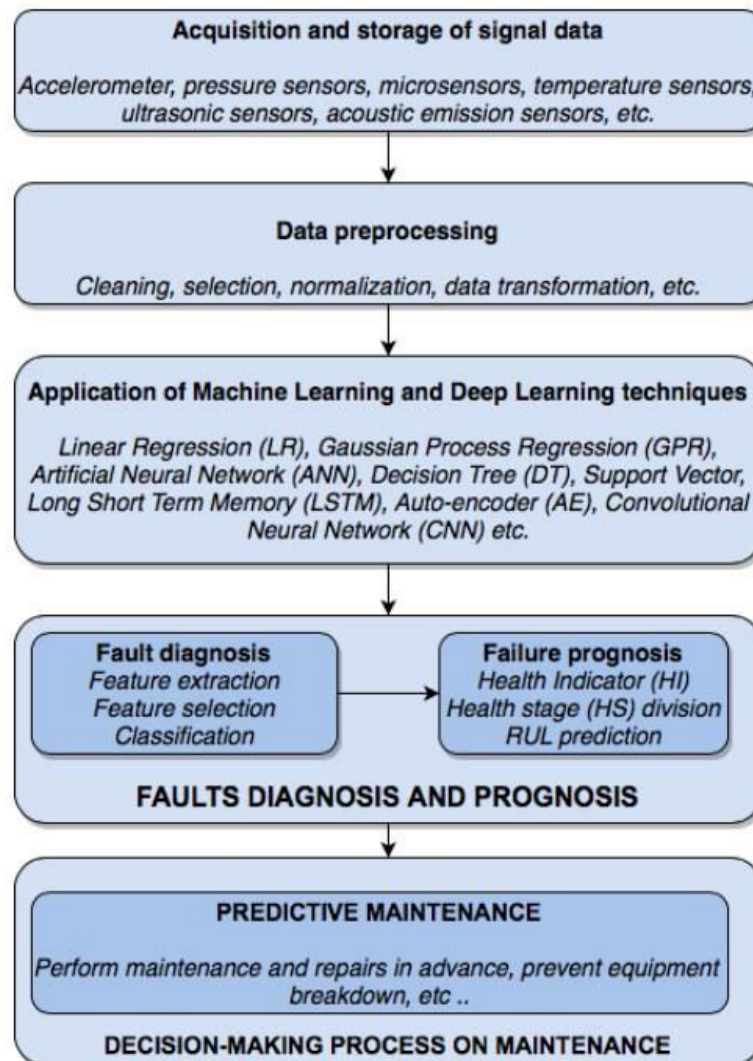 Acquisition and storage of signal data
Accelerometer, pressure sensors, microsensors, temperature sensors,
ultrasonic sensors, acoustic emission sensors, etc.
Data preprocessing
Cleaning, selection, normalization, data transformation, etc.
Application of Machine Learning and Deep Learning techniques
Linear Regression (LR), Gaussian Process Regression (GPR),
Artificial Neural Network (ANN), Decision Tree (DT), Support Vector,
Long Short Term Memory (LSTM), Auto-encoder (AE), Convolutional
Neural Network (CNN) etc.
Fault diagnosis
Feature extraction
Feature selection
Classification
Failure prognosis
Health Indicator (HI)
Health stage (HS) division
RUL prediction
FAULTS DIAGNOSIS AND PROGNOSIS
PREDICTIVE MAINTENANCE
Perform maintenance and repairs in advance, prevent equipment
breakdown, etc ..
DECISION-MAKING PROCESS ON MAINTENANCE